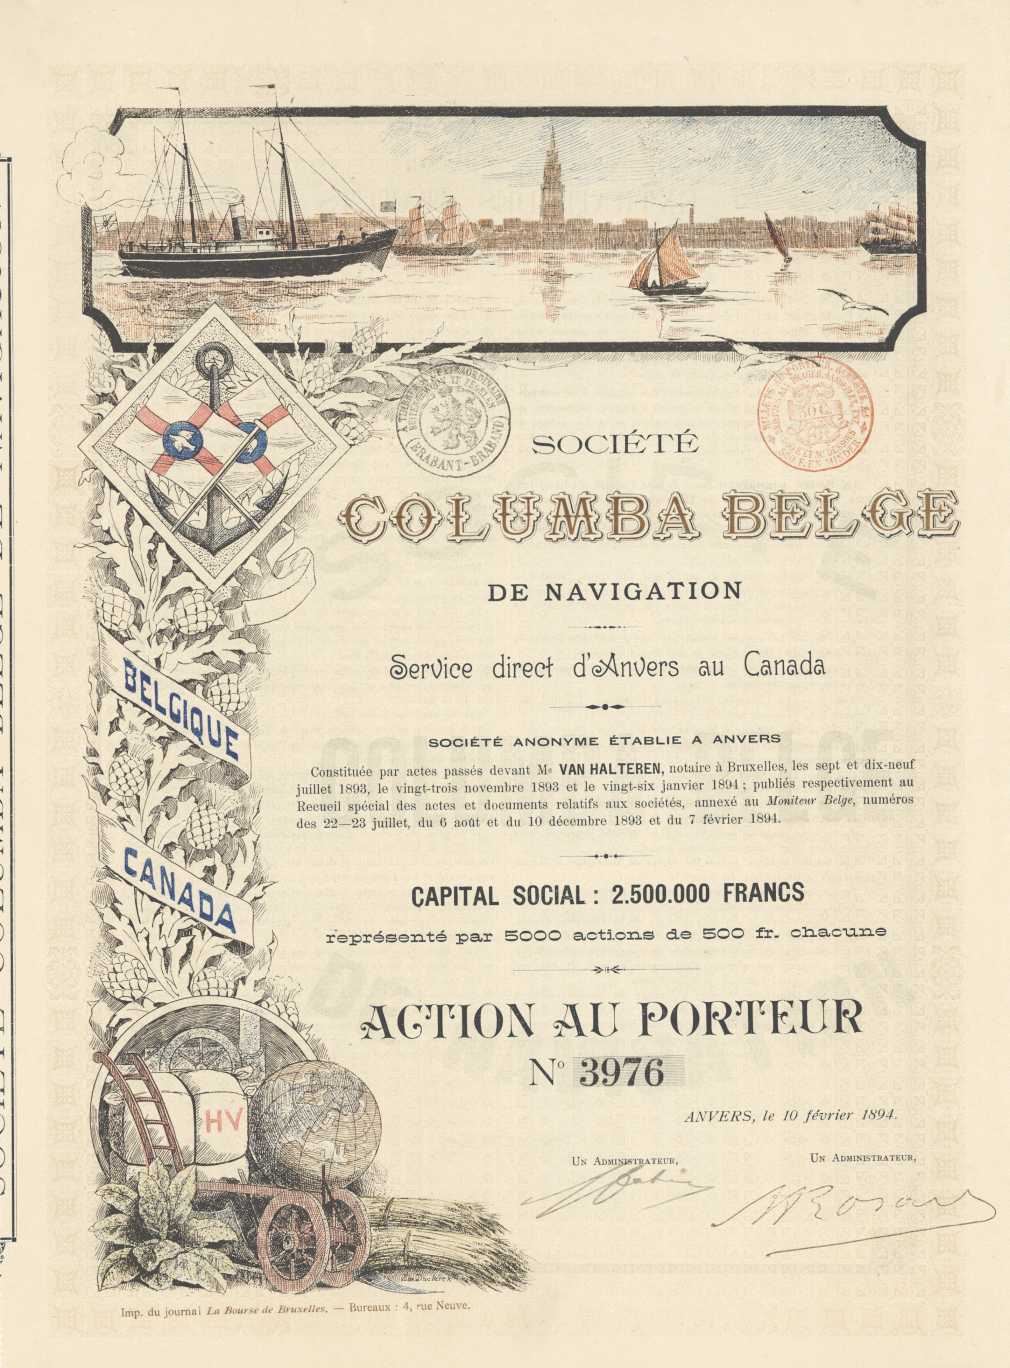 SOCIÉTÉ
COLUMBA BELGE
DE NAVIGATION
Service direct d'Anvers au Canada
SOCIÉTÉ ANONYME ÉTABLIE A ANVERS
Constituée par actes passés devant Me VAN HALTEREN, notaire à Bruxelles, les sept et dix-neuf
juillet 1893, le vingt-trois novembre 1893 et le vingt-six janvier 1894; publiés respectivement au
Recueil spécial des actes et documents relatifs aux sociétés, annexé au Moniteur Belge, numéros
des 22—23 juillet, du 6 août et du 10 décembre 1893 et du 7 février 1894.
BELGIQUE
CANADA
CAPITAL SOCIAL : 2.500.000 FRANCS
représenté par 5000 actions de 500 fr. chacune
ACTION AU PORTEUR
No 3976
HV
ANVERS, le 10 février 1894.
UN ADMINISTRATEUR,
UN ADMINISTRATEUR,
Imp. du journal La Bourse de Bruxelles. — Bureaux : 4, rue Neuve.
(BRABANT-BRABAND)